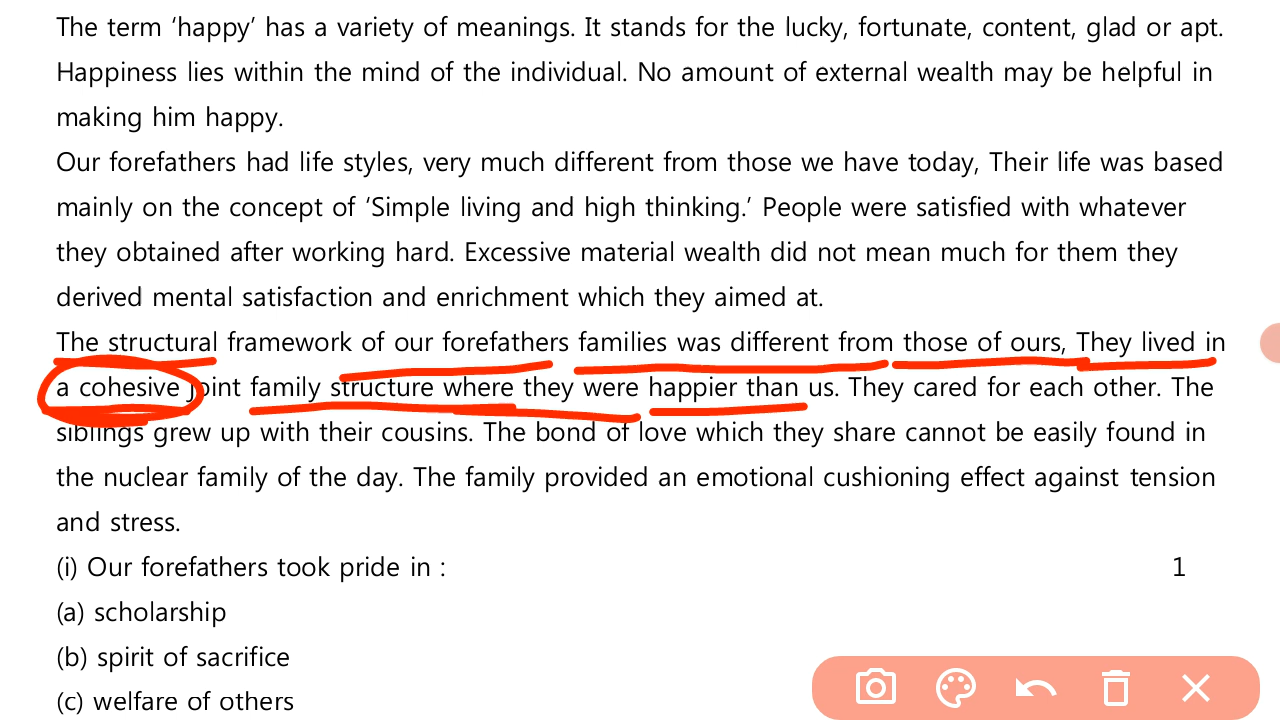 The term ‘happy’ has a variety of meanings. It stands for the lucky, fortunate, content, glad or apt.
Happiness lies within the mind of the individual. No amount of external wealth may be helpful in
making him happy.
Our forefathers had life styles, very much different from those we have today, Their life was based
mainly on the concept of ‘Simple living and high thinking.’ People were satisfied with whatever
they obtained after working hard. Excessive material wealth did not mean much for them they
derived mental satisfaction and enrichment which they aimed at.
The structural framework of our forefathers families was different from those of ours, They lived in
a cohesive joint family structure where they were happier than us. They cared for each other. The
siblings grew up with their cousins. The bond of love which they share cannot be easily found in
the nuclear family of the day. The family provided an emotional cushioning effect against tension
and stress.
(i) Our forefathers took pride in : 1
(a) scholarship
(b) spirit of sacrifice
(c) welfare of others